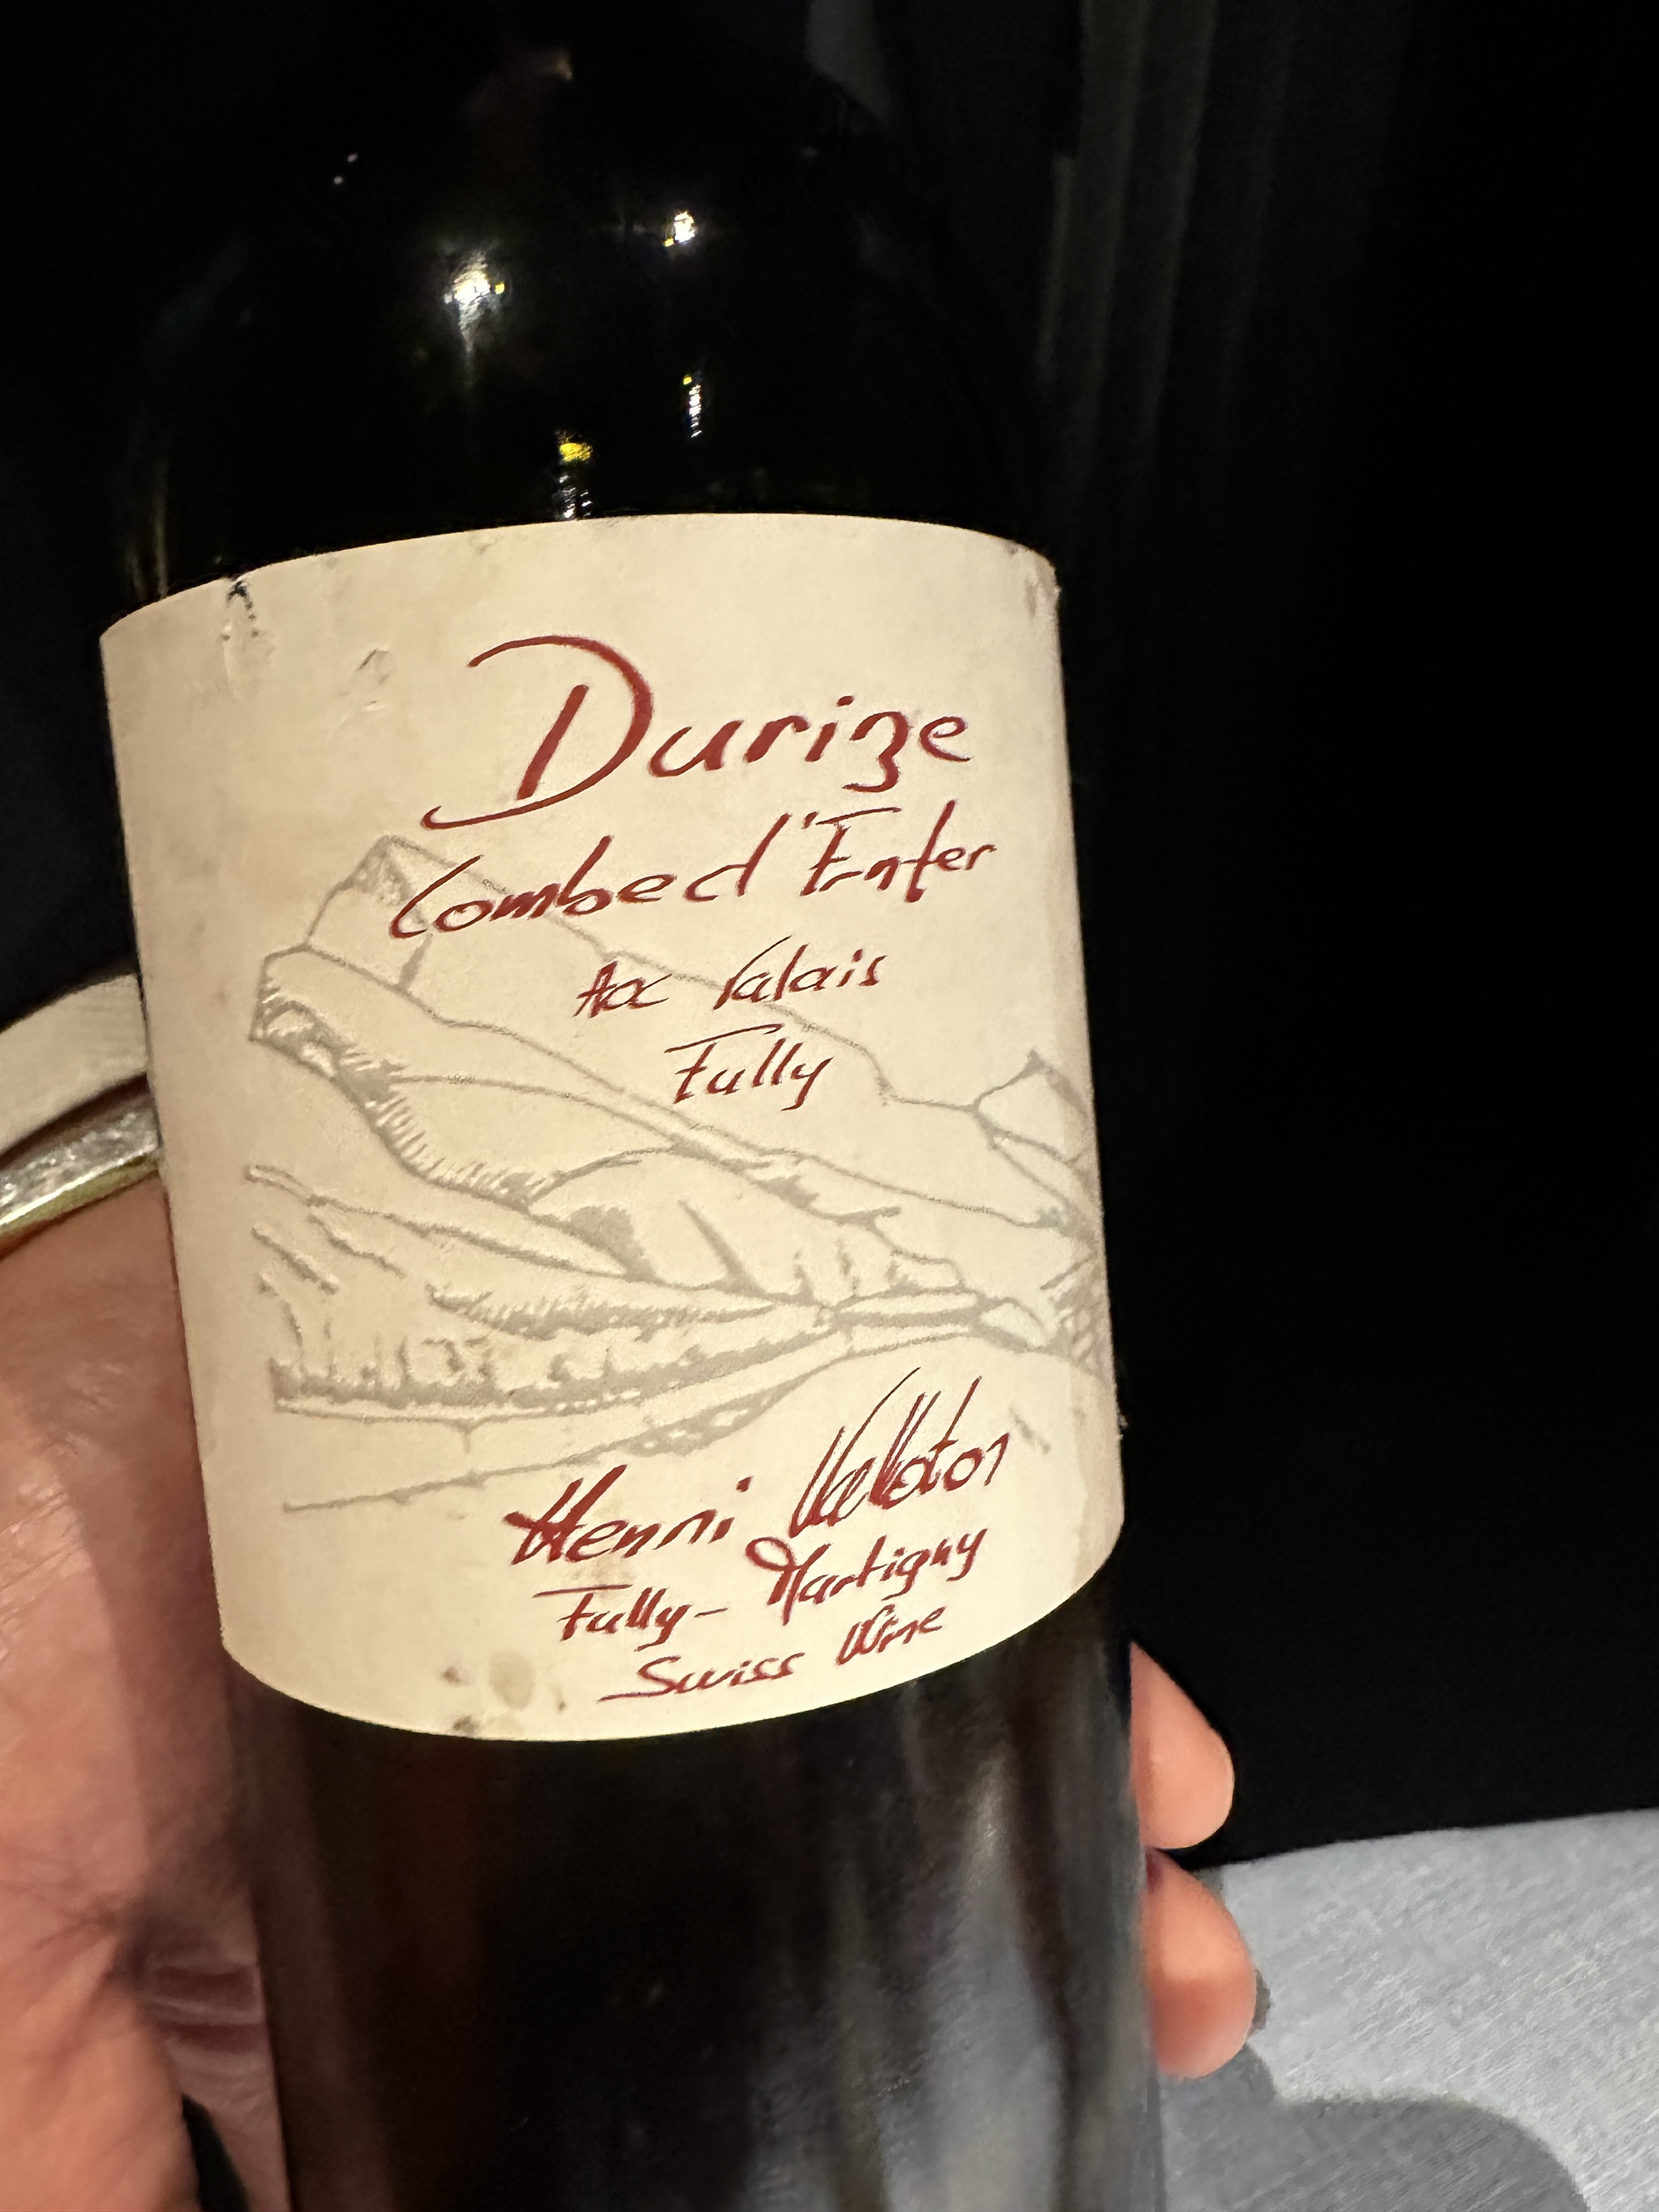 Durize
Combe d'Enfer
AOC Valais
Fully
Henri Valloton
Fully - Martigny
Swiss Wine